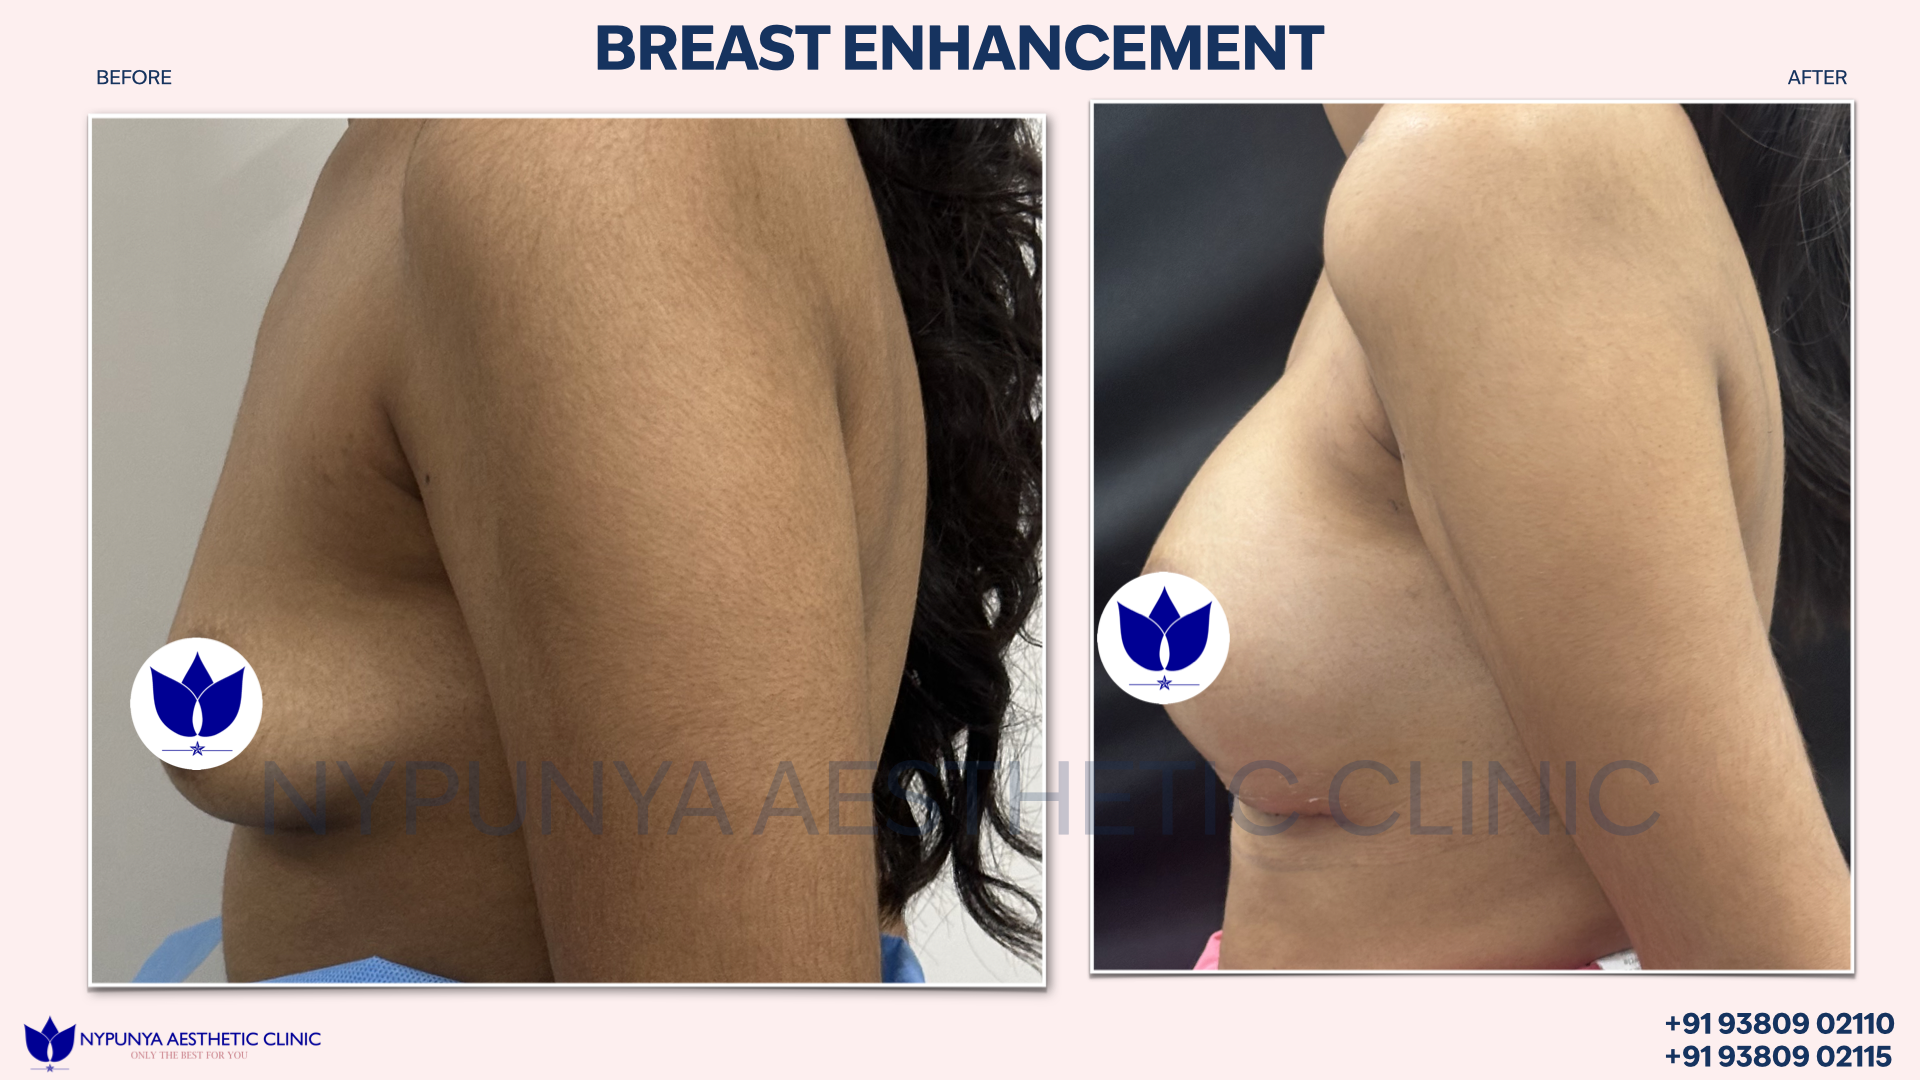 BREAST ENHANCEMENT
BEFORE
AFTER
NYPUNYA AESTHETIC CLINIC
NYPUNYA AESTHETIC CLINIC
ONLY THE BEST FOR YOU
+91 93809 02110
+91 93809 02115